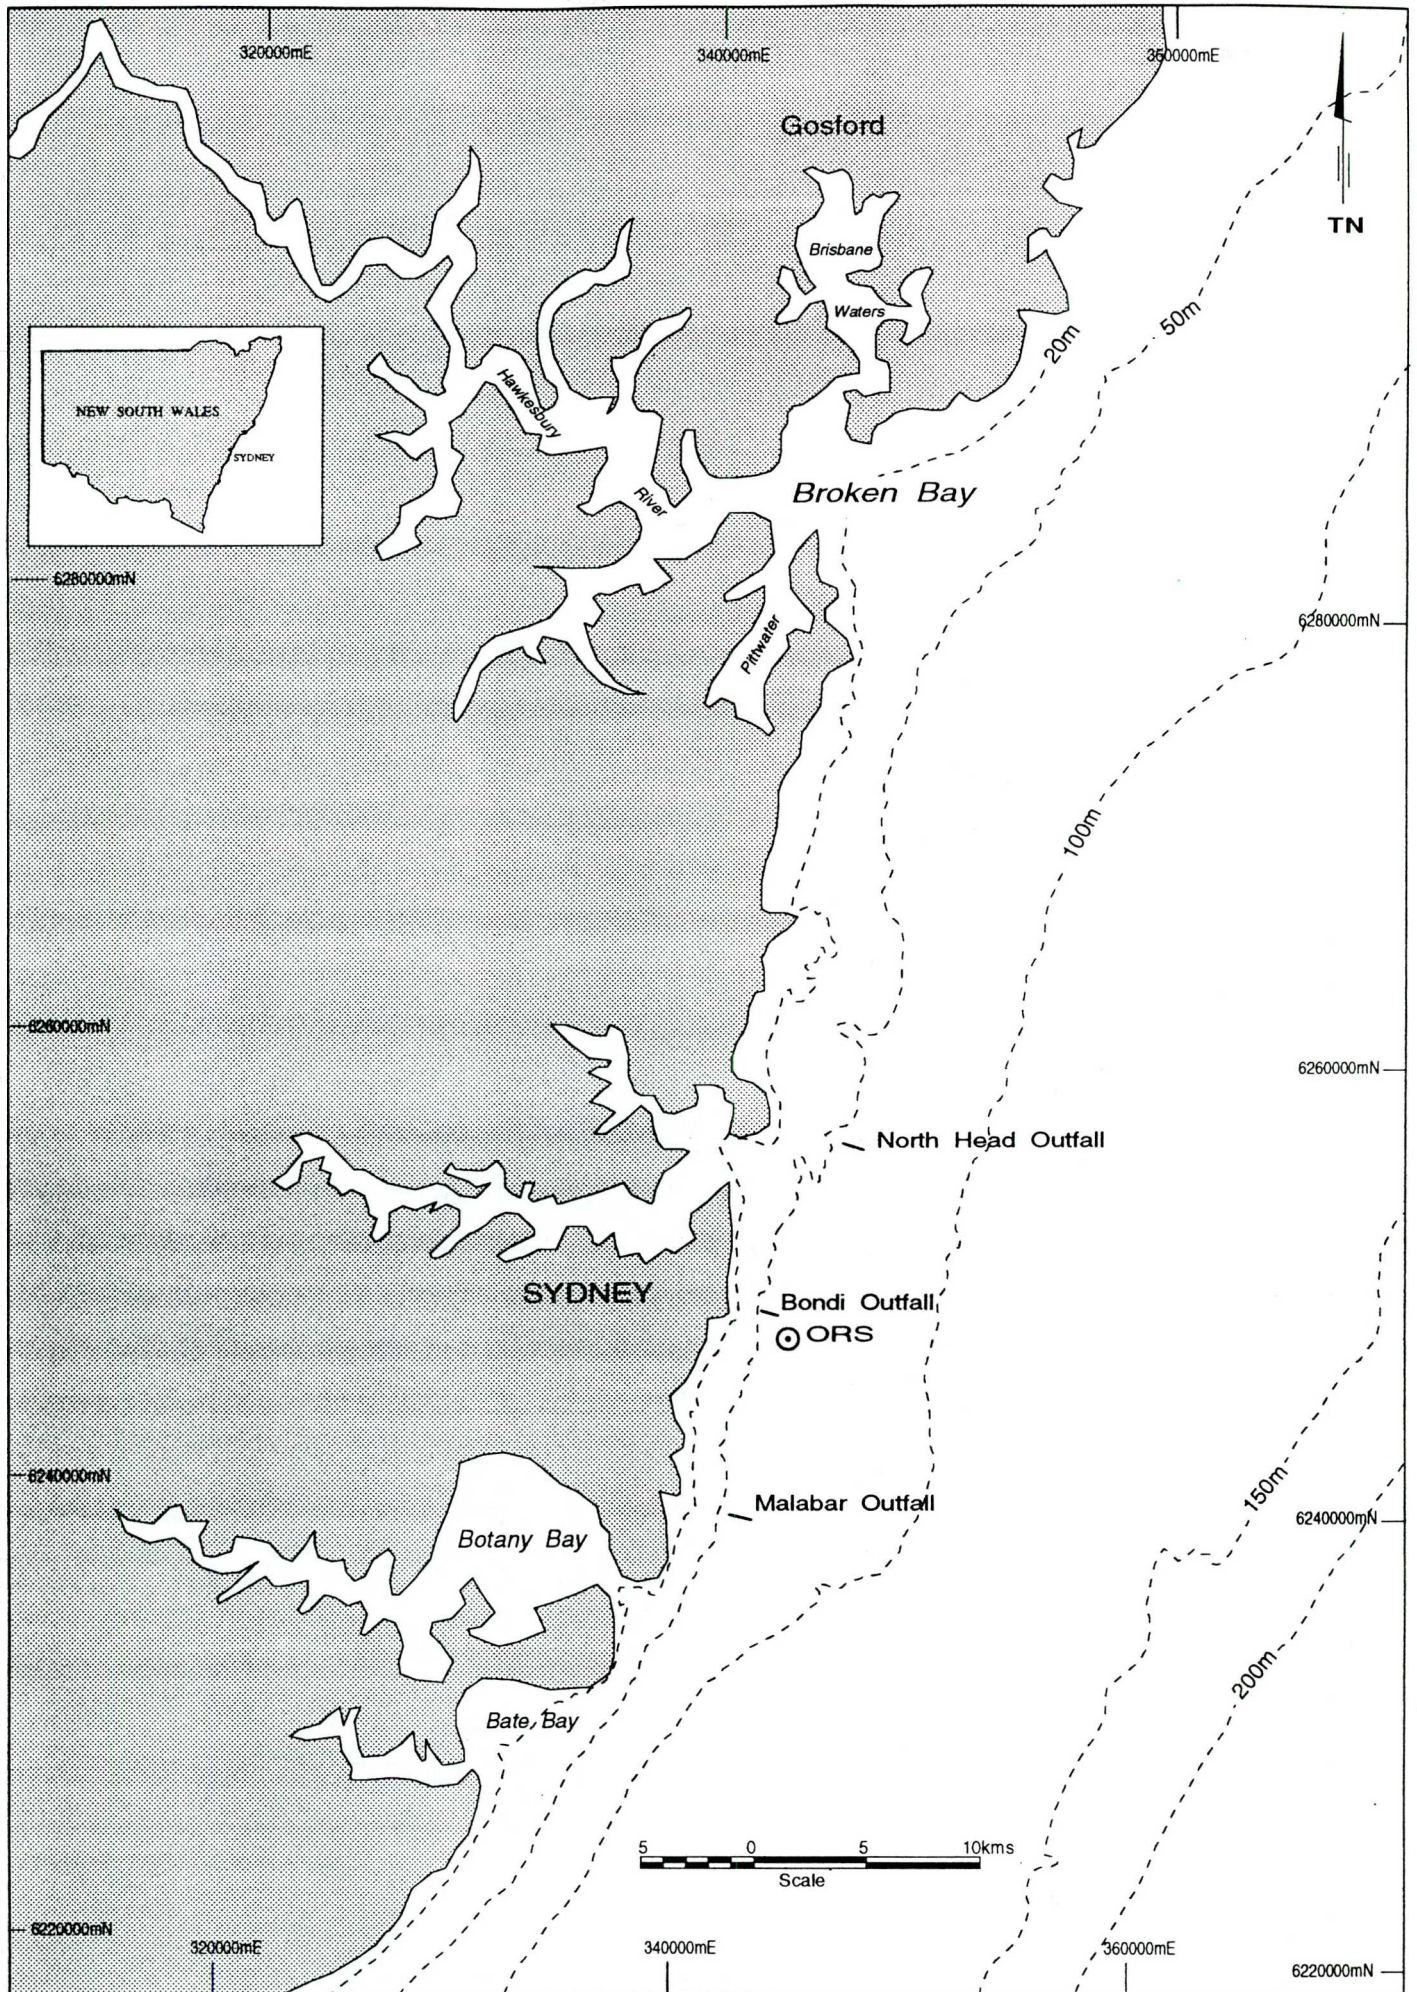 320000mE
340000mE
360000mE
Gosford
TN
Brisbane
Waters
50m
20m
Hawkesbury
NEW SOUTH WALES
SYDNEY
River
Broken Bay
6280000mN
6280000mN
Pittwater
100m
6260000mN
6260000mN
North Head Outfall
SYDNEY
Bondi Outfall
ORS
6240000mN
150m
Malabar Outfall
6240000mN
Botany Bay
200m
Bate Bay
5 0 5 10kms
Scale
6220000mN
320000mE
340000mE
360000mE
6220000mN